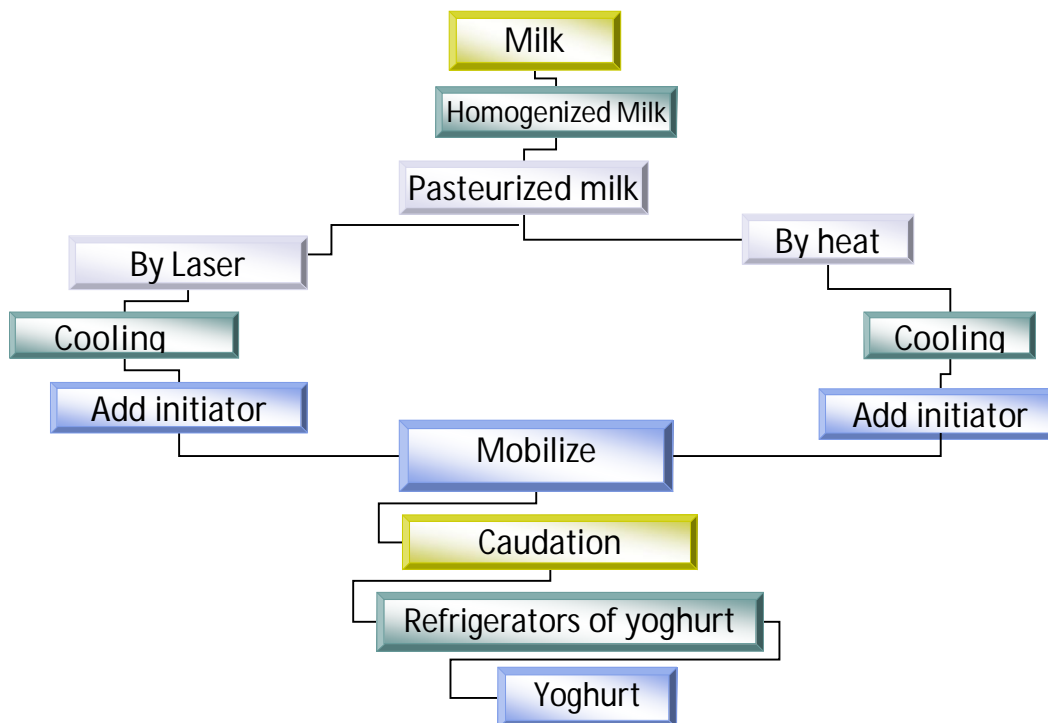 Milk
Homogenized Milk
Pasteurized milk
By Laser
By heat
Cooling
Cooling
Add initiator
Add initiator
Mobilize
Caudation
Refrigerators of yoghurt
Yoghurt